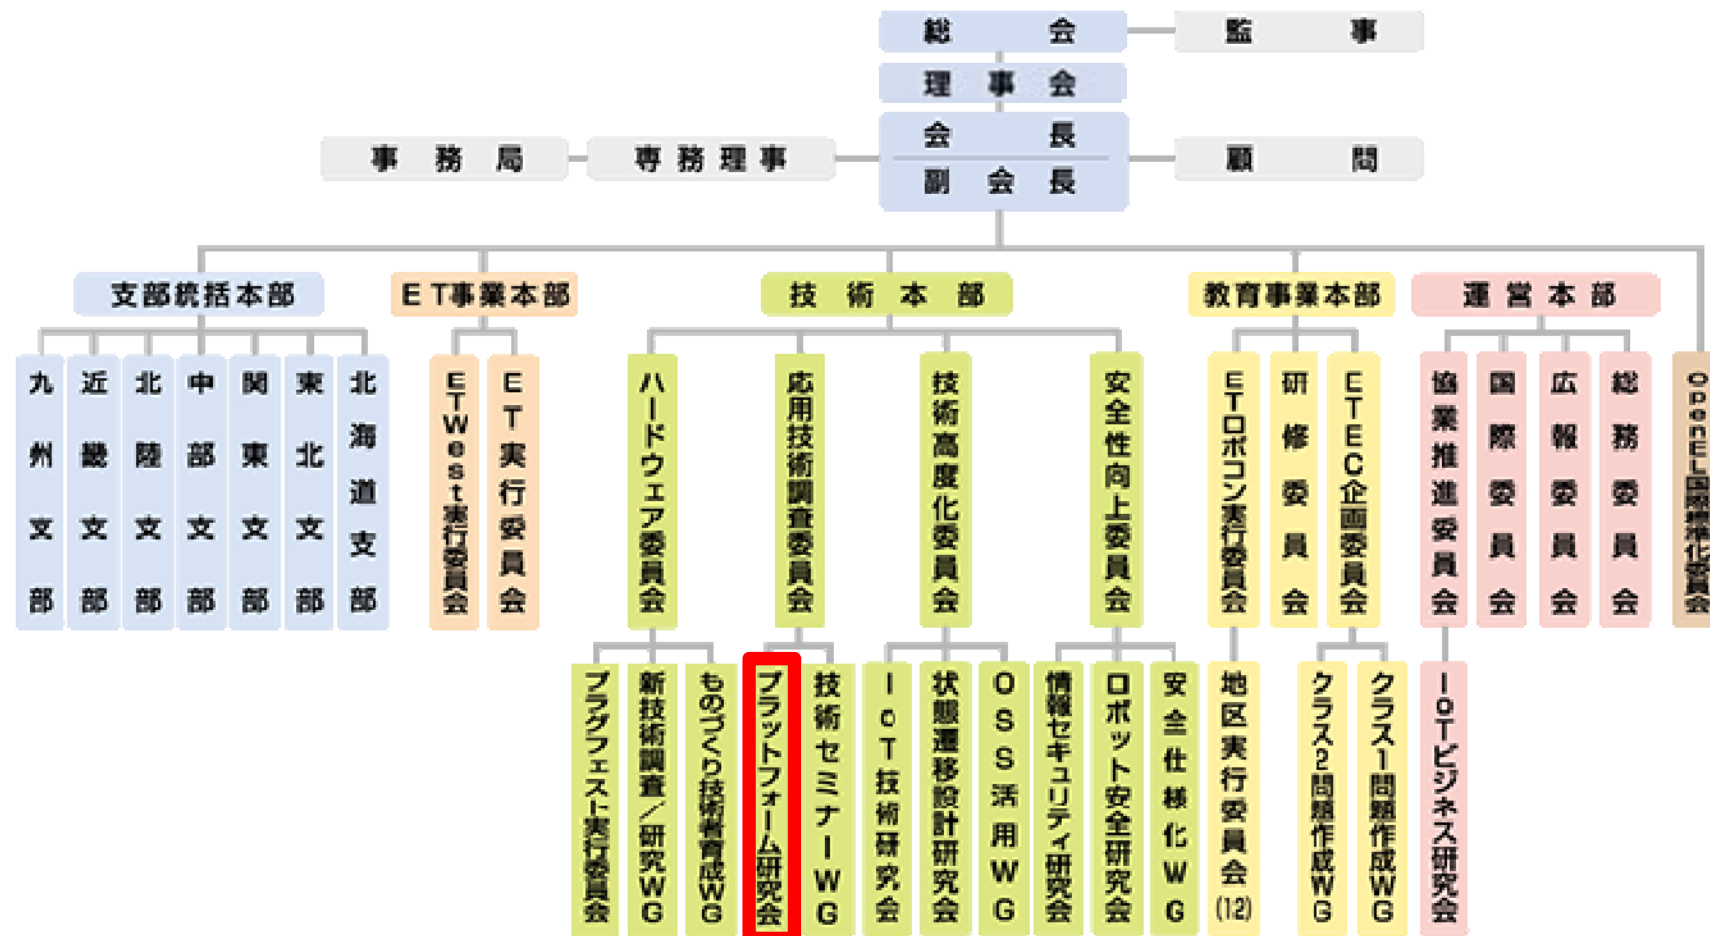 総会
監事
理事会
会長
副会長
事務局
専務理事
顧問
支部統括本部
ET事業本部
技術本部
教育事業本部
運営本部
九州支部
近畿支部
北陸支部
中部支部
関東支部
東北支部
北海道支部
ETWest実行委員会
ET実行委員会
ハードウェア委員会
応用技術調査委員会
技術高度化委員会
安全性向上委員会
ETロボコン実行委員会
研修委員会
ETEC企画委員会
協業推進委員会
国際委員会
広報委員会
総務委員会
OpenEL国際標準化委員会
プラグフェスト実行委員会
新技術調査/研究WG
ものづくり技術者育成WG
プラットフォーム研究会
技術セミナーWG
IoT技術研究会
状態遷移設計研究会
OSS活用WG
情報セキュリティ研究会
ロボット安全研究会
安全仕様化WG
地区実行委員会(12)
クラス2問題作成WG
クラス1問題作成WG
IOTビジネス研究会